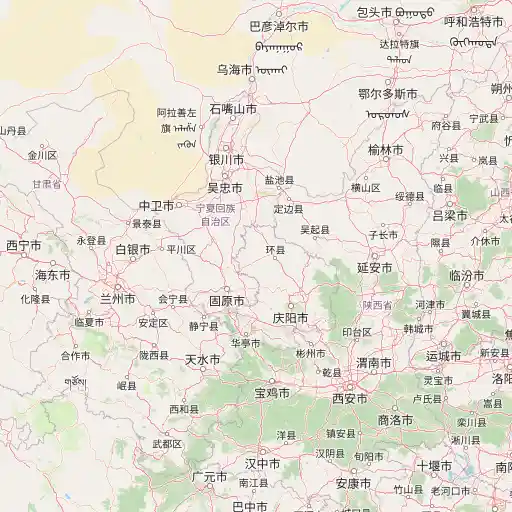 包头市
呼和浩特市
巴彦淖尔市
达拉特旗
乌海市
鄂尔多斯市
朔州
石嘴山市
阿拉善左
旗
府谷县
宁武县
山丹县
金川区
银川市
榆林市
兴县
岚县
忻
甘肃省
吴忠市
盐池县
横山区
绥德县
临县
山西
中卫市
宁夏回族
自治区
定边县
吕梁市
太谷
景泰县
吴起县
子长市
西宁市
永登县
白银市
平川区
环县
隰县
介休市
海东市
延安市
临汾市
化隆县
兰州市
会宁县
固原市
庆阳市
陕西省
河津市
翼城县
临夏市
安定区
静宁县
印台区
韩城市
焦
合作市
陇西县
华亭市
彬州市
渭南市
运城市
新安县
天水市
乾县
灵宝市
洛阳
岷县
宝鸡市
西安市
卢氏县
嵩县
西和县
商洛市
栾川县
武都区
洋县
镇安县
淅川县
汉中市
汉阴县
旬阳市
十堰市
南阳
广元市
南江县
安康市
竹山县
老河口市
巴中市